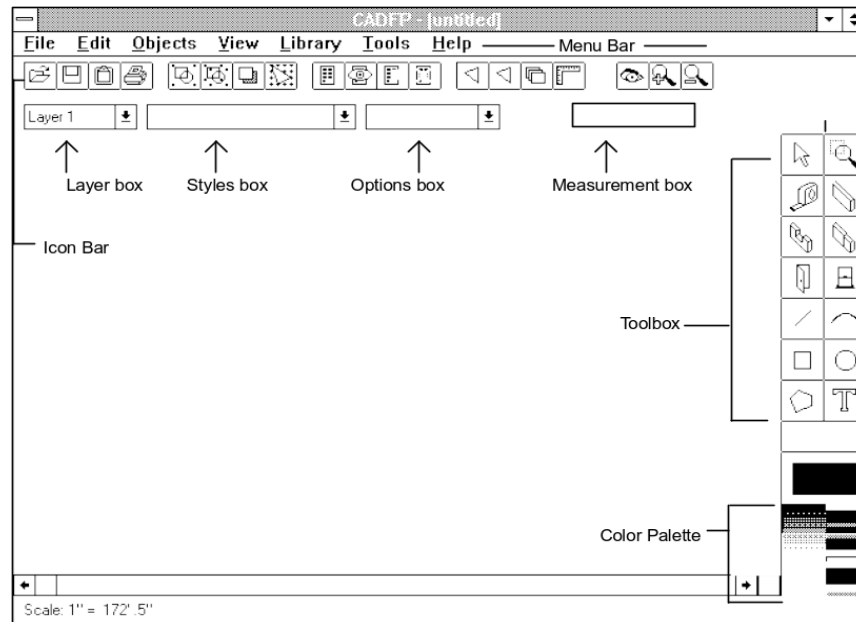 CADFP - [untitled]
File Edit Objects View Library Tools Help Menu Bar
Layer 1
Layer box Styles box Options box Measurement box
Icon Bar
Toolbox
T
Color Palette
Scale: 1" = 172'.5"